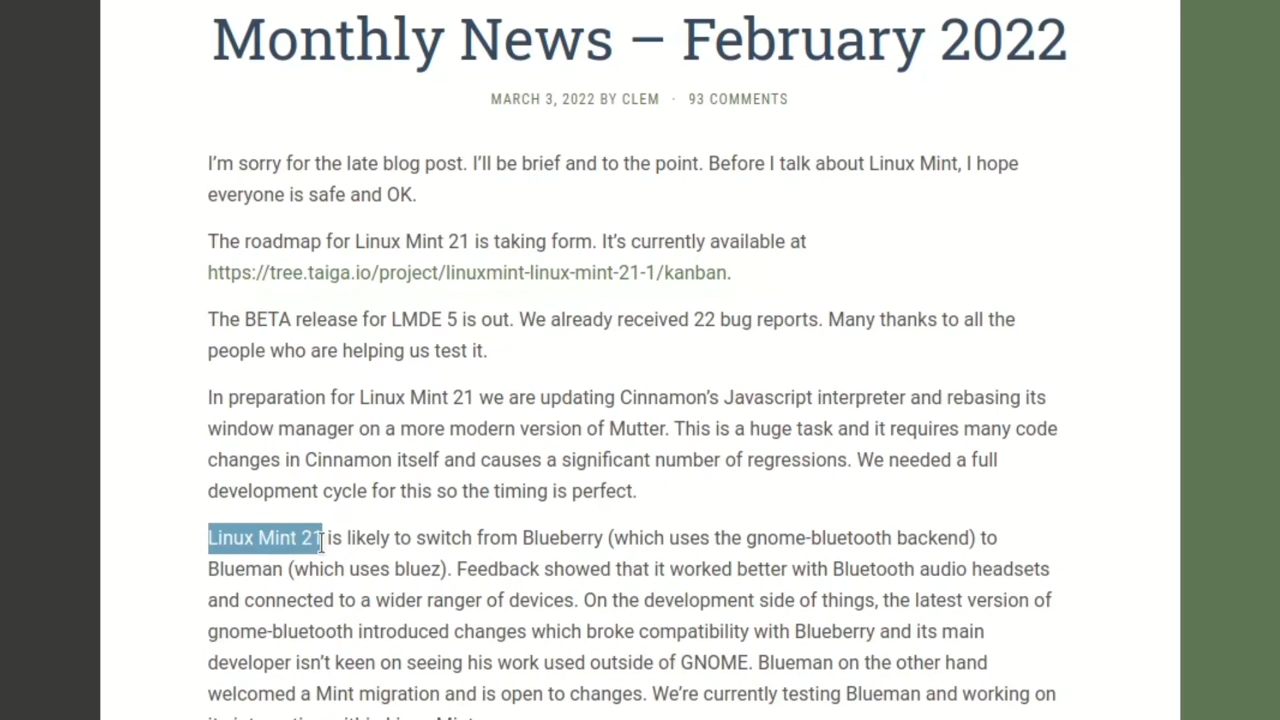 Monthly News – February 2022
MARCH 3, 2022 BY CLEM · 93 COMMENTS
I’m sorry for the late blog post. I’ll be brief and to the point. Before I talk about Linux Mint, I hope
everyone is safe and OK.
The roadmap for Linux Mint 21 is taking form. It’s currently available at
https://tree.taiga.io/project/linuxmint-linux-mint-21-1/kanban.
The BETA release for LMDE 5 is out. We already received 22 bug reports. Many thanks to all the
people who are helping us test it.
In preparation for Linux Mint 21 we are updating Cinnamon’s Javascript interpreter and rebasing its
window manager on a more modern version of Mutter. This is a huge task and it requires many code
changes in Cinnamon itself and causes a significant number of regressions. We needed a full
development cycle for this so the timing is perfect.
Linux Mint 21 is likely to switch from Blueberry (which uses the gnome-bluetooth backend) to
Blueman (which uses bluez). Feedback showed that it worked better with Bluetooth audio headsets
and connected to a wider ranger of devices. On the development side of things, the latest version of
gnome-bluetooth introduced changes which broke compatibility with Blueberry and its main
developer isn’t keen on seeing his work used outside of GNOME. Blueman on the other hand
welcomed a Mint migration and is open to changes. We’re currently testing Blueman and working on